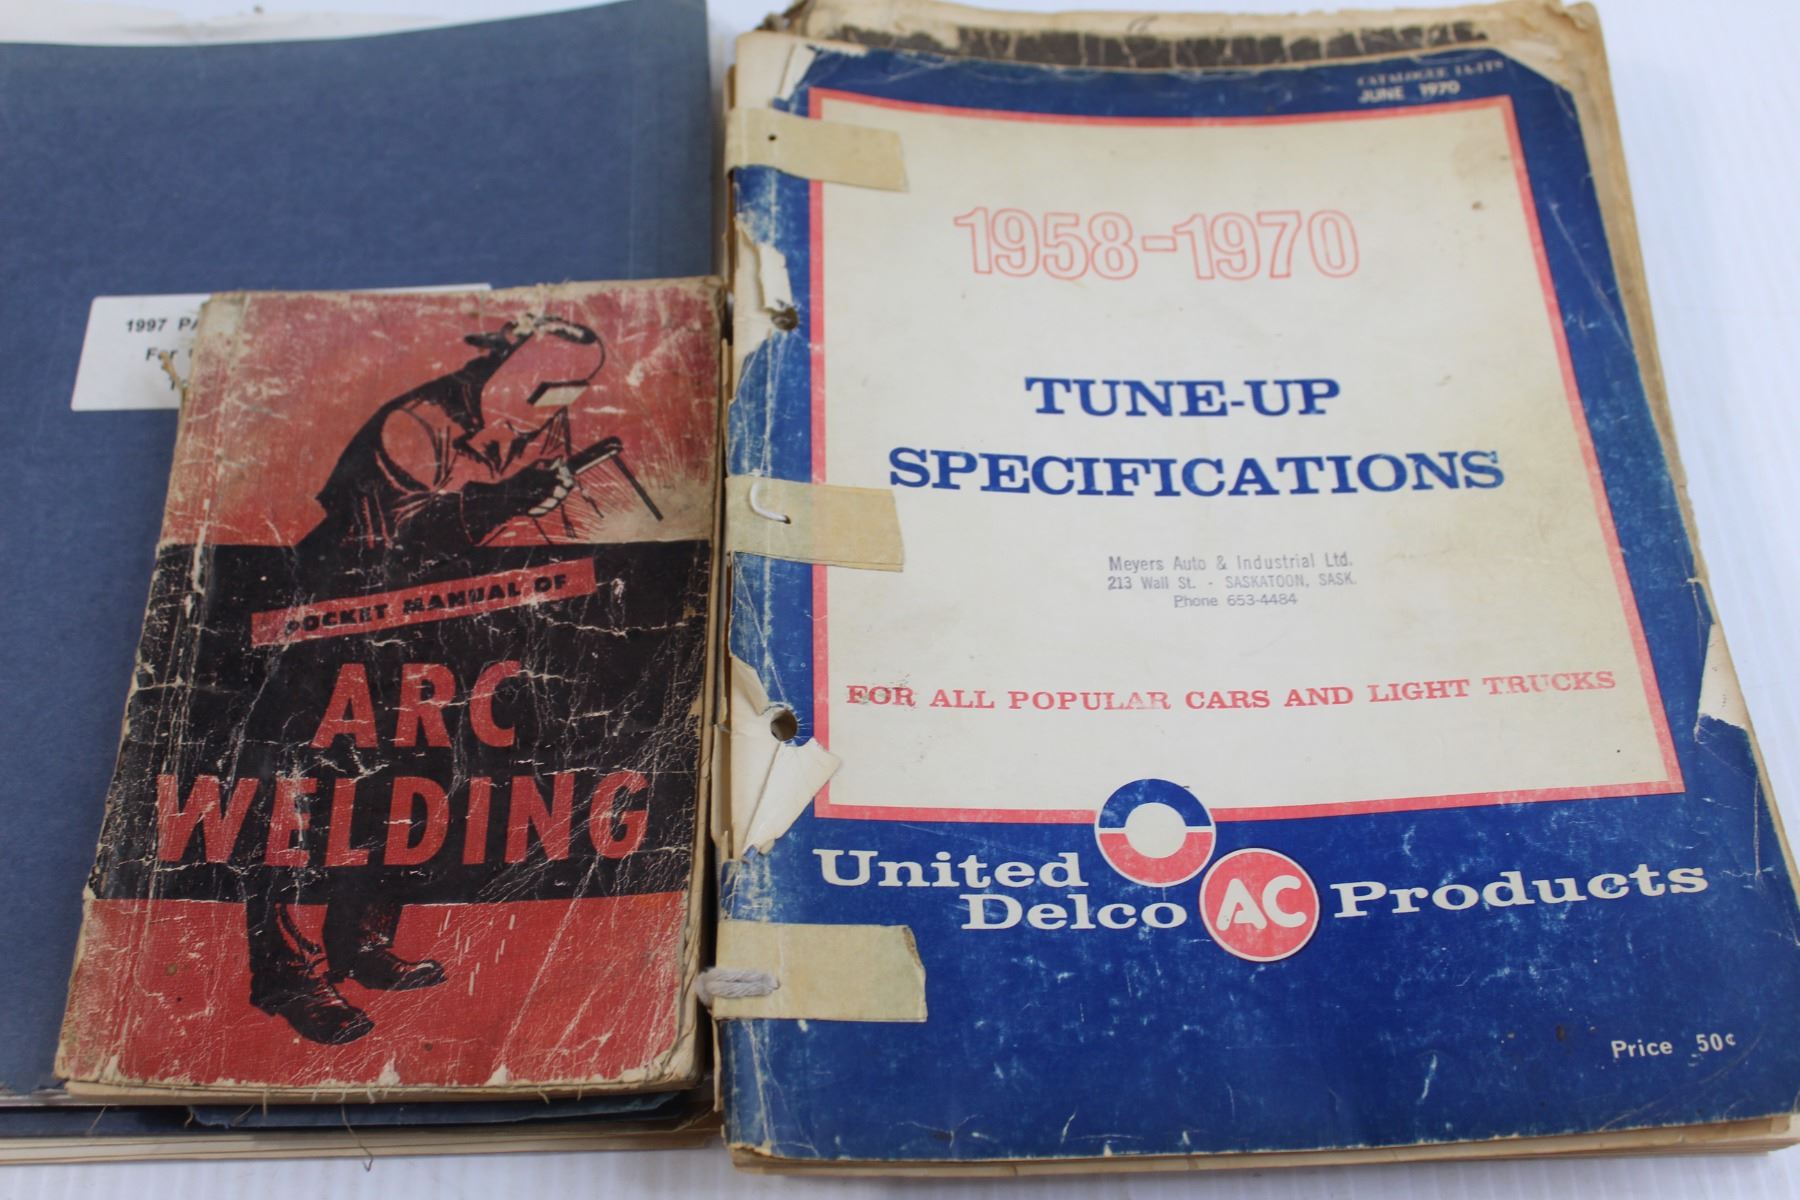 1997
For
POCKET MANUAL OF
ARC
WELDING
JUNE 1970
1958-1970
TUNE-UP
SPECIFICATIONS
Meyers Auto & Industrial Ltd.
213 Wall St. - SASKATOON, SASK.
Phone 653-4484
FOR ALL POPULAR CARS AND LIGHT TRUCKS
United
Delco AC Products
Price 50¢